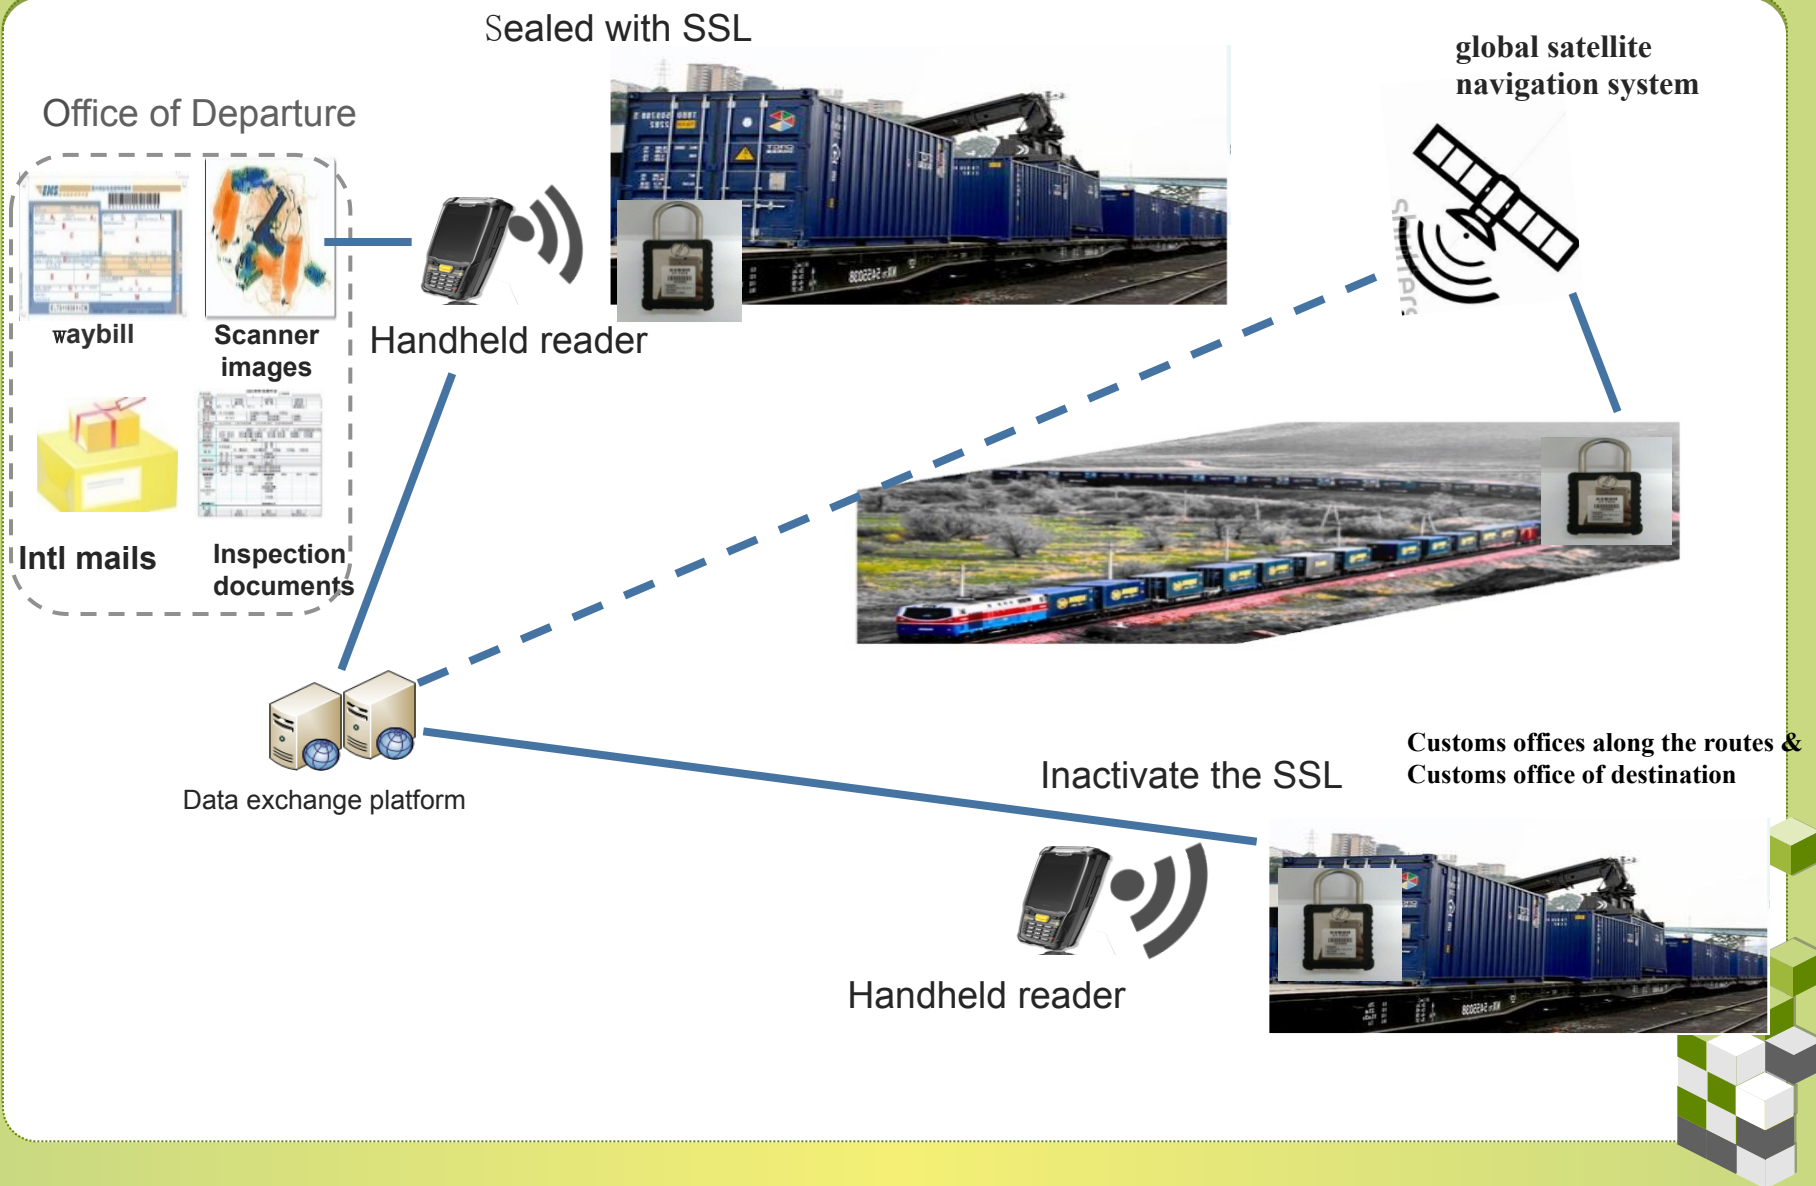 Sealed with SSL
global satellite
navigation system
Office of Departure
EMS
waybill
Scanner
images
Handheld reader
Intl mails
Inspection
documents
Data exchange platform
Inactivate the SSL
Customs offices along the routes &
Customs office of destination
Handheld reader